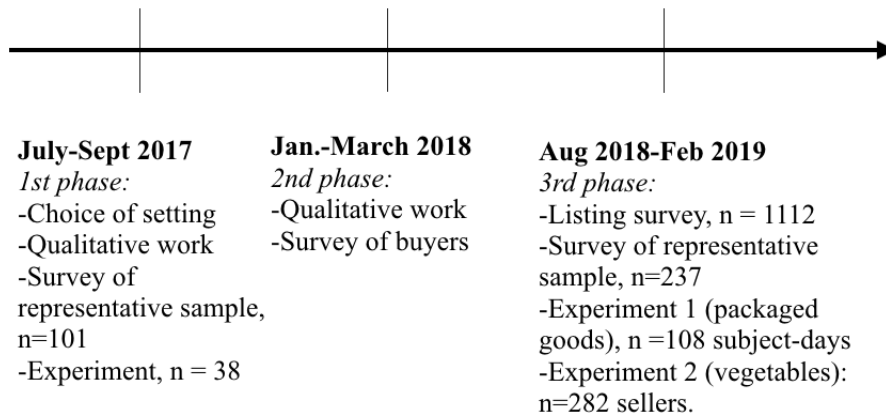 July-Sept 2017
1st phase:
-Choice of setting
-Qualitative work
-Survey of
representative sample,
n=101
-Experiment, n = 38
Jan.-March 2018
2nd phase:
-Qualitative work
-Survey of buyers
Aug 2018-Feb 2019
3rd phase:
-Listing survey, n = 1112
-Survey of representative
sample, n=237
-Experiment 1 (packaged
goods), n =108 subject-days
-Experiment 2 (vegetables):
n=282 sellers.